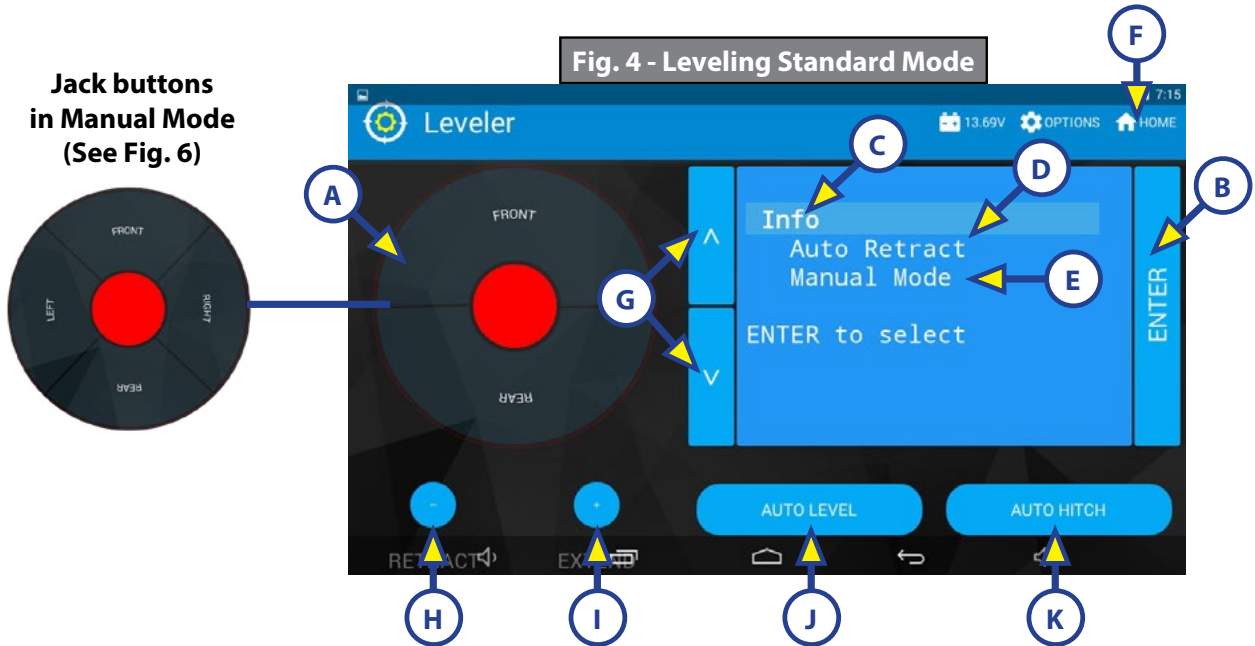 Fig. 4 - Leveling Standard Mode
F
Jack buttons
in Manual Mode
(See Fig. 6)
FRONT
LEFT
RIGHT
REAR
7:15
Leveler
13.69V
OPTIONS
HOME
A
C
D
B
FRONT
REAR
G
E
^
v
Info
Auto Retract
Manual Mode
ENTER to select
ENTER
-
+
AUTO LEVEL
AUTO HITCH
RETRACT
EXTEND
H
I
J
K